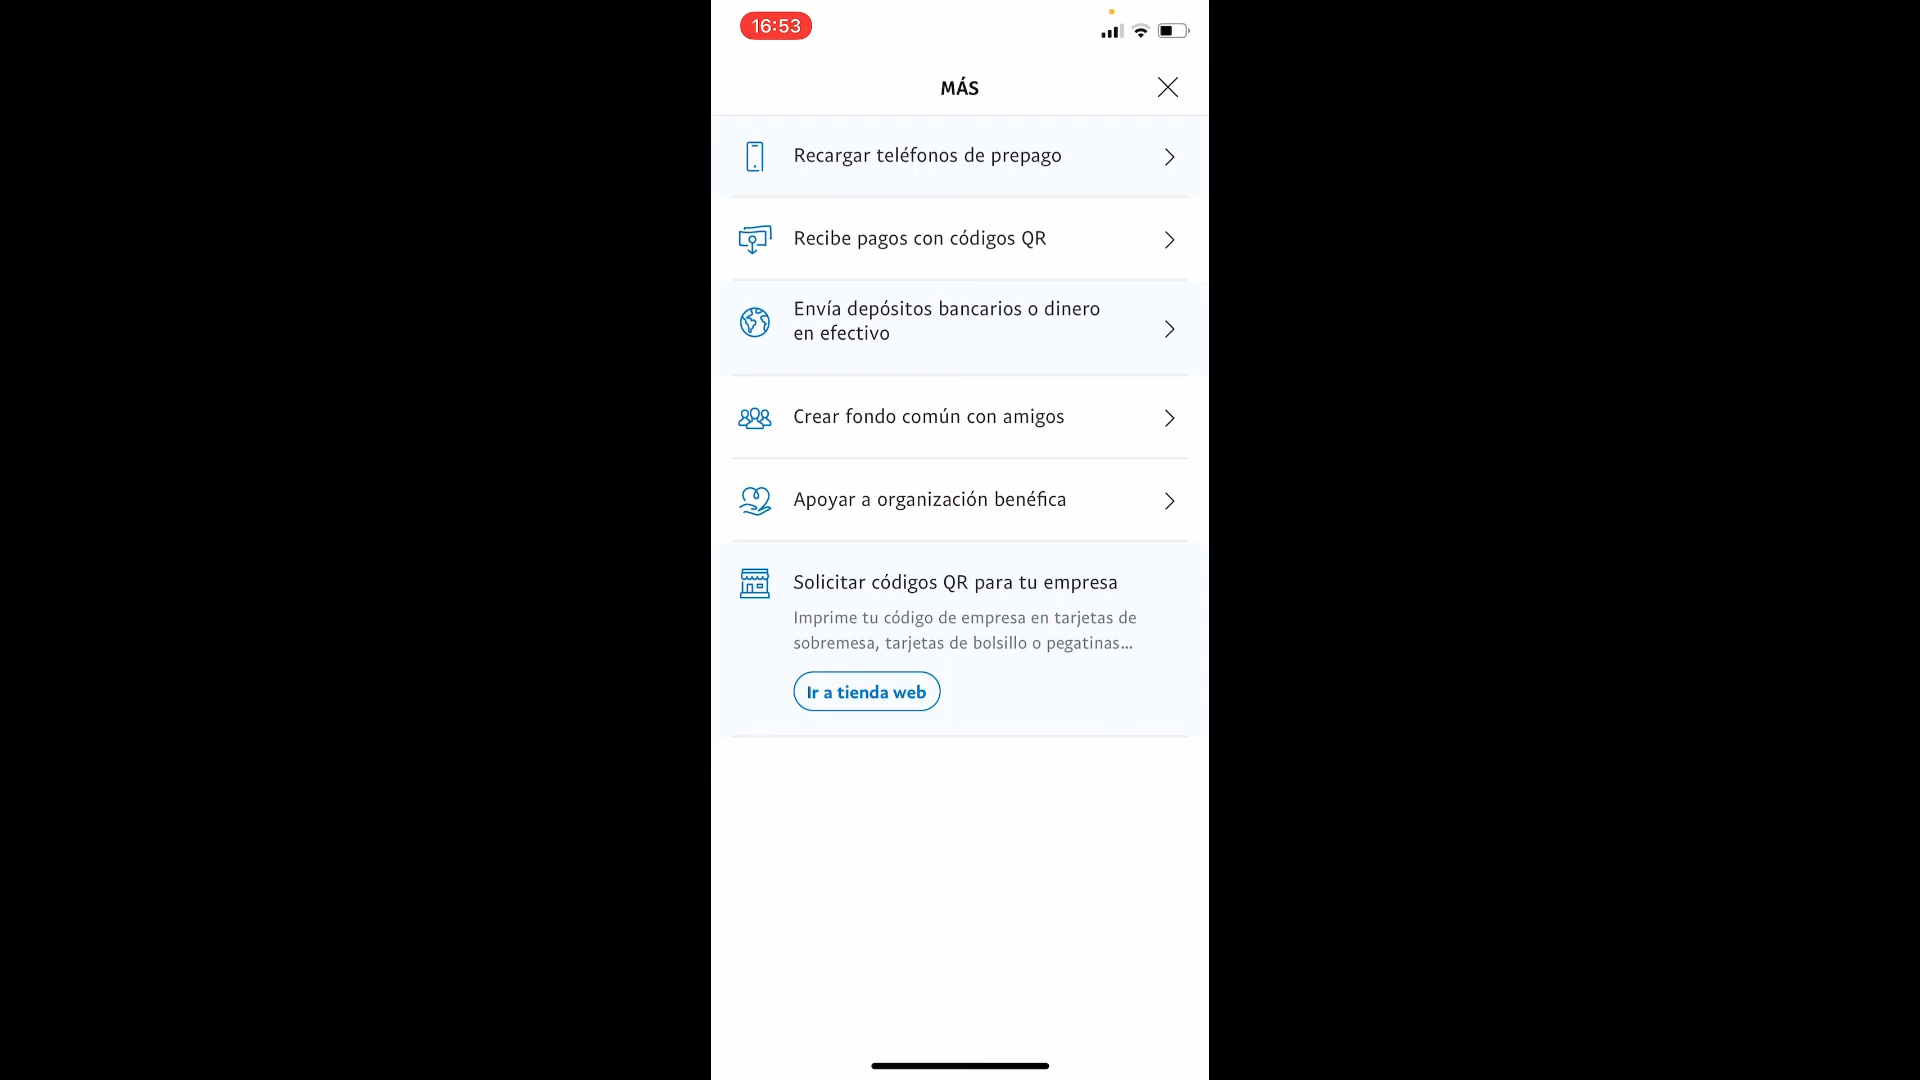 16:53
MÁS
Recargar teléfonos de prepago
Recibe pagos con códigos QR
Envía depósitos bancarios o dinero
en efectivo
Crear fondo común con amigos
Apoyar a organización benéfica
Solicitar códigos QR para tu empresa
Imprime tu código de empresa en tarjetas de
sobremesa, tarjetas de bolsillo o pegatinas...
Ir a tienda web